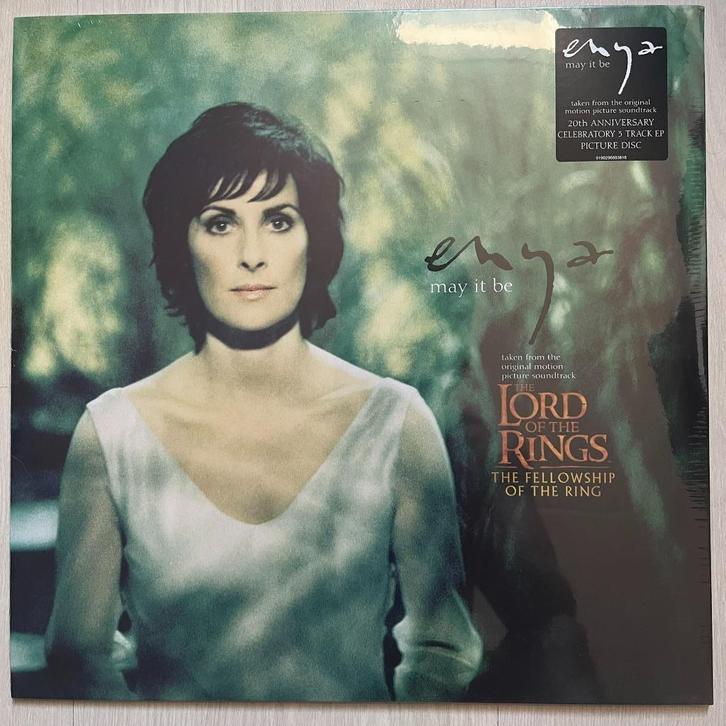 enya
may it be
taken from the original
motion picture soundtrack
20th ANNIVERSARY
CELEBRATORY 5 TRACK EP
PICTURE DISC
enya
may it be
taken from the
original motion
picture soundtrack
THE
LORD
OF THE
RINGS
THE FELLOWSHIP
OF THE RING